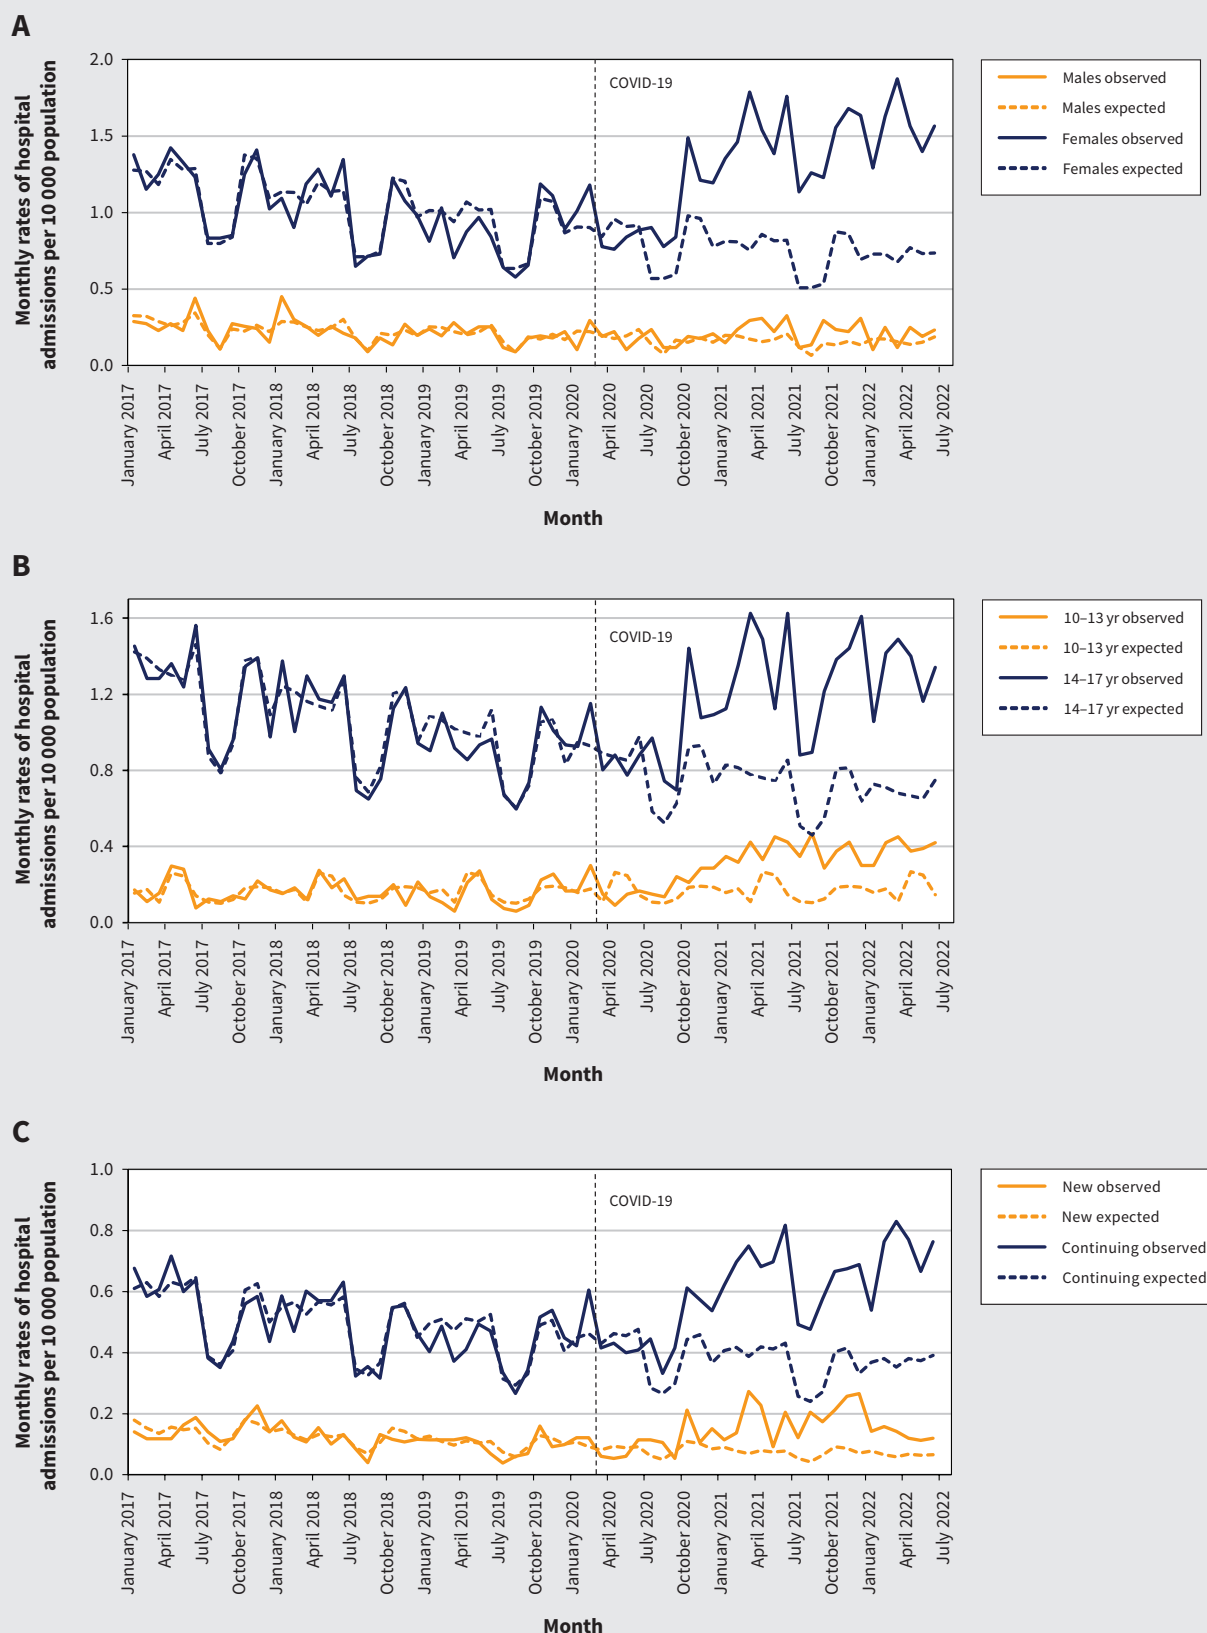 A
Monthly rates of hospital
admissions per 10 000 population
2.0
1.5
1.0
0.5
0.0
COVID-19
Males observed
Males expected
Females observed
Females expected
January 2017
April 2017
July 2017
October 2017
January 2018
April 2018
July 2018
October 2018
January 2019
April 2019
July 2019
October 2019
January 2020
April 2020
July 2020
October 2020
January 2021
April 2021
July 2021
October 2021
January 2022
April 2022
July 2022
Month
B
Monthly rates of hospital
admissions per 10 000 population
1.6
1.2
0.8
0.4
0.0
COVID-19
10–13 yr observed
10–13 yr expected
14–17 yr observed
14–17 yr expected
January 2017
April 2017
July 2017
October 2017
January 2018
April 2018
July 2018
October 2018
January 2019
April 2019
July 2019
October 2019
January 2020
April 2020
July 2020
October 2020
January 2021
April 2021
July 2021
October 2021
January 2022
April 2022
July 2022
Month
C
Monthly rates of hospital
admissions per 10 000 population
1.0
0.8
0.6
0.4
0.2
0.0
COVID-19
New observed
New expected
Continuing observed
Continuing expected
January 2017
April 2017
July 2017
October 2017
January 2018
April 2018
July 2018
October 2018
January 2019
April 2019
July 2019
October 2019
January 2020
April 2020
July 2020
October 2020
January 2021
April 2021
July 2021
October 2021
January 2022
April 2022
July 2022
Month